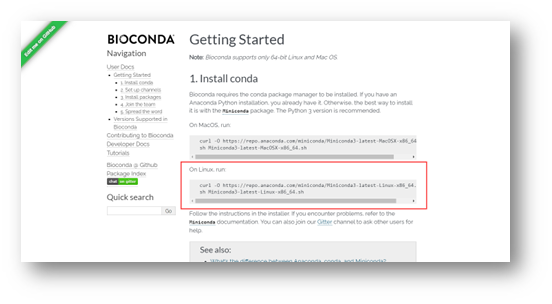 Edit me on GitHub
BIOCONDA
Navigation
User Docs
Getting Started
1. Install conda
2. Set up channels
3. Install packages
4. Join the team
5. Spread the word
Versions Supported in
Bioconda
Contributing to Bioconda
Developer Docs
Tutorials
Bioconda @ Github
Package Index
chat on gitter
Quick search
Go
Getting Started
Note: Bioconda supports only 64-bit Linux and Mac OS
1. Install conda
Bioconda requires the conda package manager to be installed. If you have an
Anaconda Python installation, you already have it. Otherwise, the best way to install
it is with the Miniconda package. The Python 3 version is recommended.
On MacOS, run:
curl -O https://repo.anaconda.com/miniconda/Miniconda3-latest-MacOSX-x86_64
sh Miniconda3-latest-MacOSX-x86_64.sh
On Linux, run:
curl -O https://repo.anaconda.com/miniconda/Miniconda3-latest-Linux-x86_64.
sh Miniconda3-latest-Linux-x86_64.sh
Follow the instructions in the installer. If you encounter problems, refer to the
Miniconda documentation. You can also join our Gitter channel to ask other users for
help.
See also:
What's the difference between Anaconda, conda, and Miniconda?